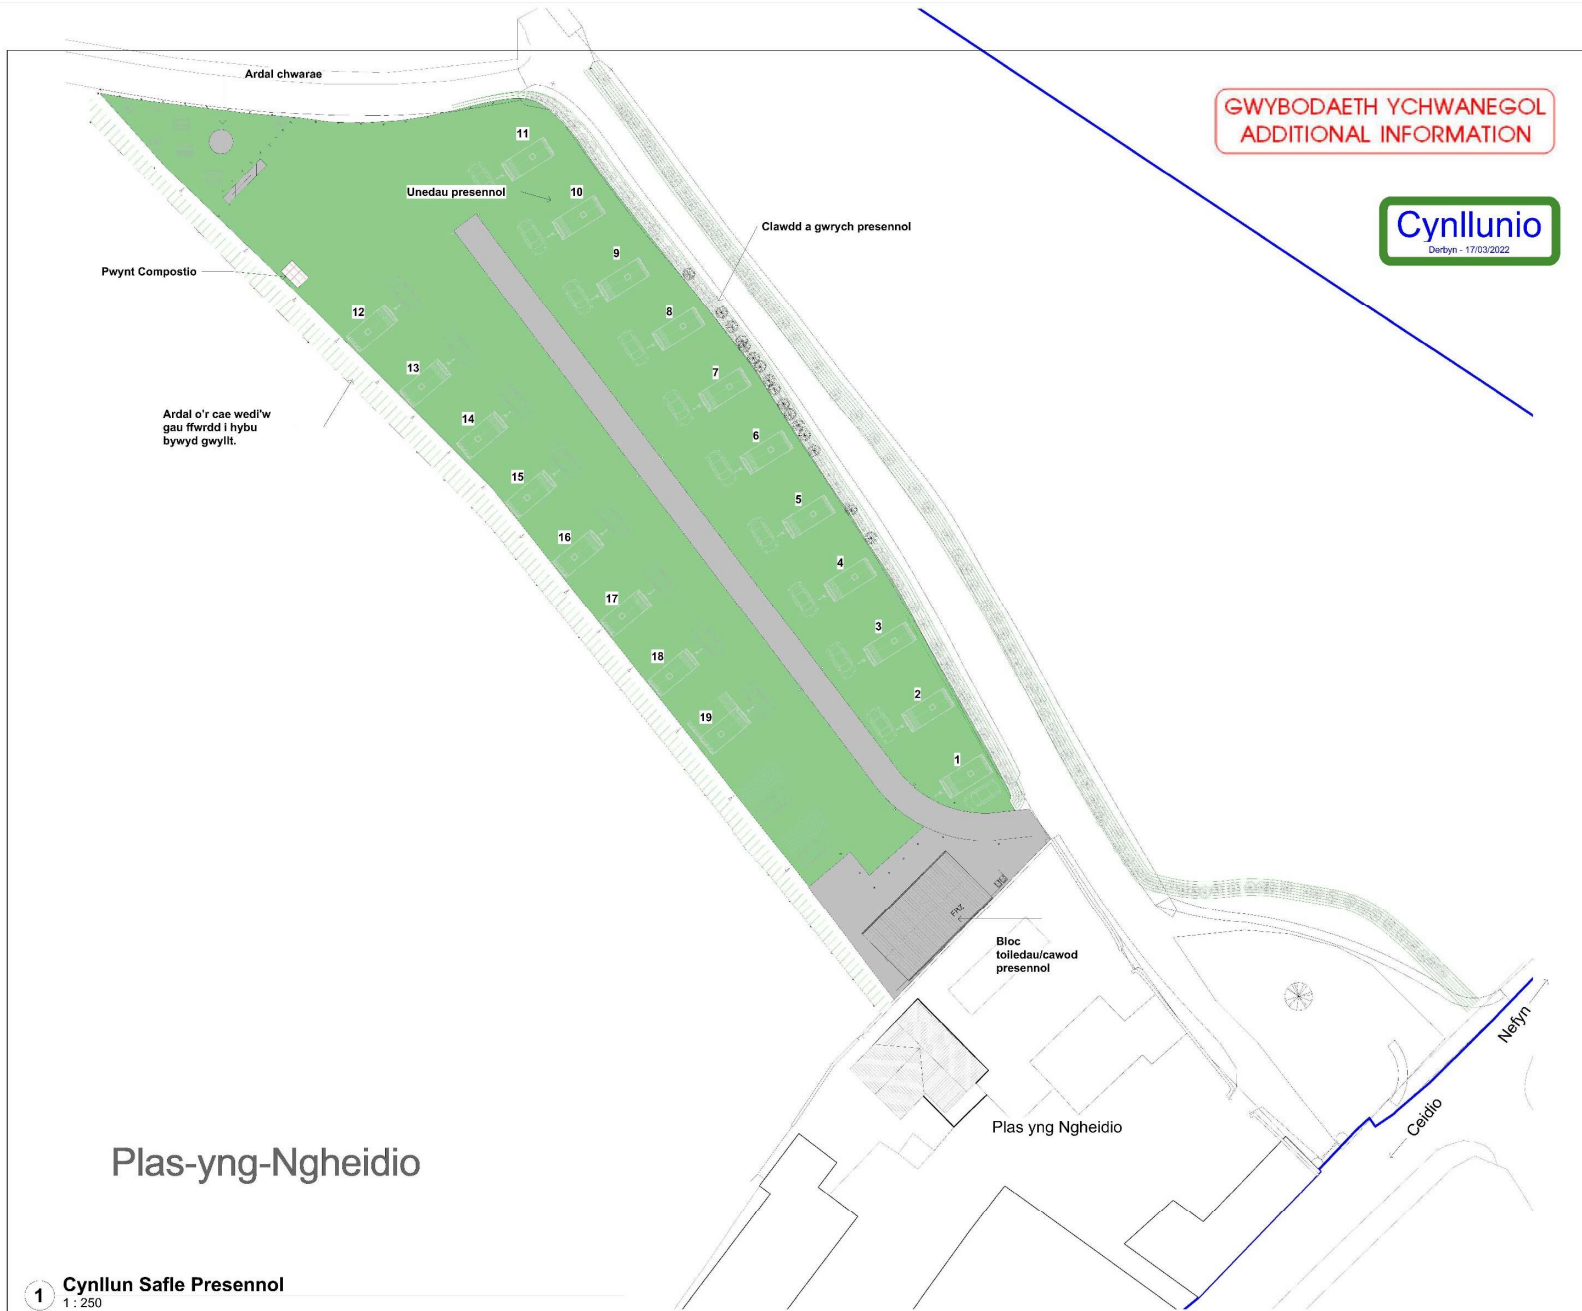 Ardal chwarae
GWYBODAETH YCHWANEGOL
ADDITIONAL INFORMATION
Cynllunio
Derbyn - 17/03/2022
11
Unedau presennol
10
Clawdd a gwrych presennol
9
Pwynt Compostio
12
8
13
7
Ardal o'r cae wedi'w
gau ffwrdd i hybu
bywyd gwyllt.
14
6
15
5
16
4
17
3
18
2
19
1
Bloc
toiledau/cawod
presennol
Nefyn
Ceidio
Plas yng Ngheidio
Plas-yng-Ngheidio
1
Cynllun Safle Presennol
1 : 250